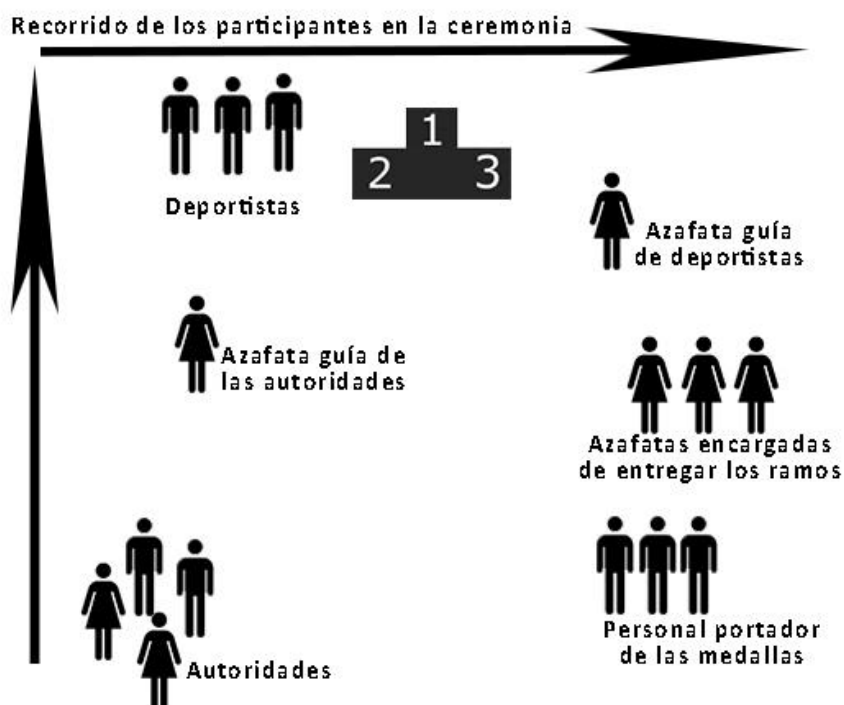 Recorrido de los participantes en la ceremonia
1
2 3
Deportistas
Azafata guía
de deportistas
Azafata guía de
las autoridades
Azafatas encargadas
de entregar los ramos
Personal portador
de las medallas
Autoridades